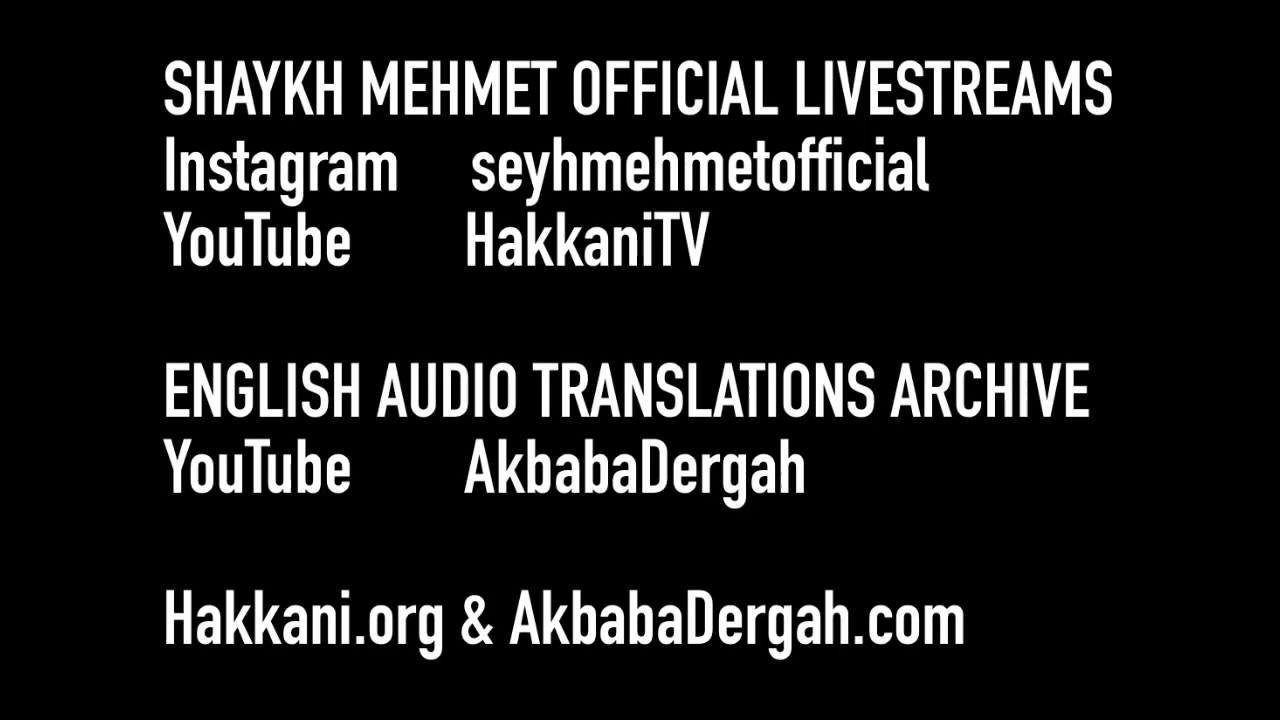 SHAYKH MEHMET OFFICIAL LIVESTREAMS
Instagram seyhmehmetofficial
YouTube HakkaniTV
ENGLISH AUDIO TRANSLATIONS ARCHIVE
YouTube AkbabaDergah
Hakkani.org & AkbabaDergah.com